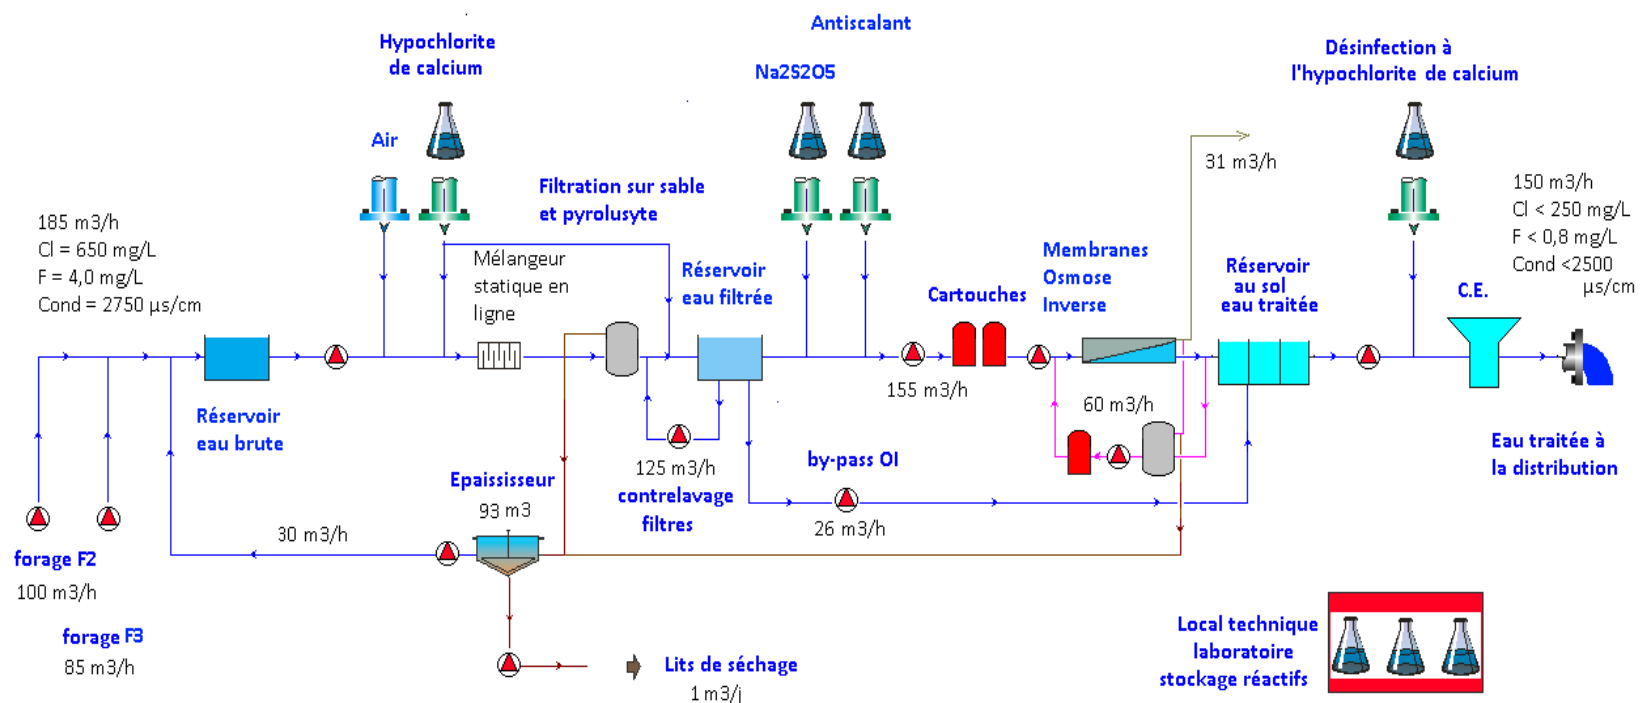 Antiscalant
Hypochlorite
de calcium
Désinfection à
l'hypochlorite de calcium
Na2S2O5
Air
31 m3/h
Filtration sur sable
et pyrolusyte
150 m3/h
Cl < 250 mg/L
F < 0,8 mg/L
Cond <2500
µs/cm
185 m3/h
Cl = 650 mg/L
F = 4,0 mg/L
Cond = 2750 µs/cm
Mélangeur
statique en
ligne
Réservoir
eau filtrée
Membranes
Osmose
Inverse
Cartouches
Réservoir
au sol
eau traitée
C.E.
155 m3/h
Réservoir
eau brute
60 m3/h
Eau traitée à
la distribution
125 m3/h
contrelavage
filtres
by-pass OI
26 m3/h
Epaississeur
93 m3
30 m3/h
forage F2
100 m3/h
forage F3
85 m3/h
Lits de séchage
1 m3/j
Local technique
laboratoire
stockage réactifs